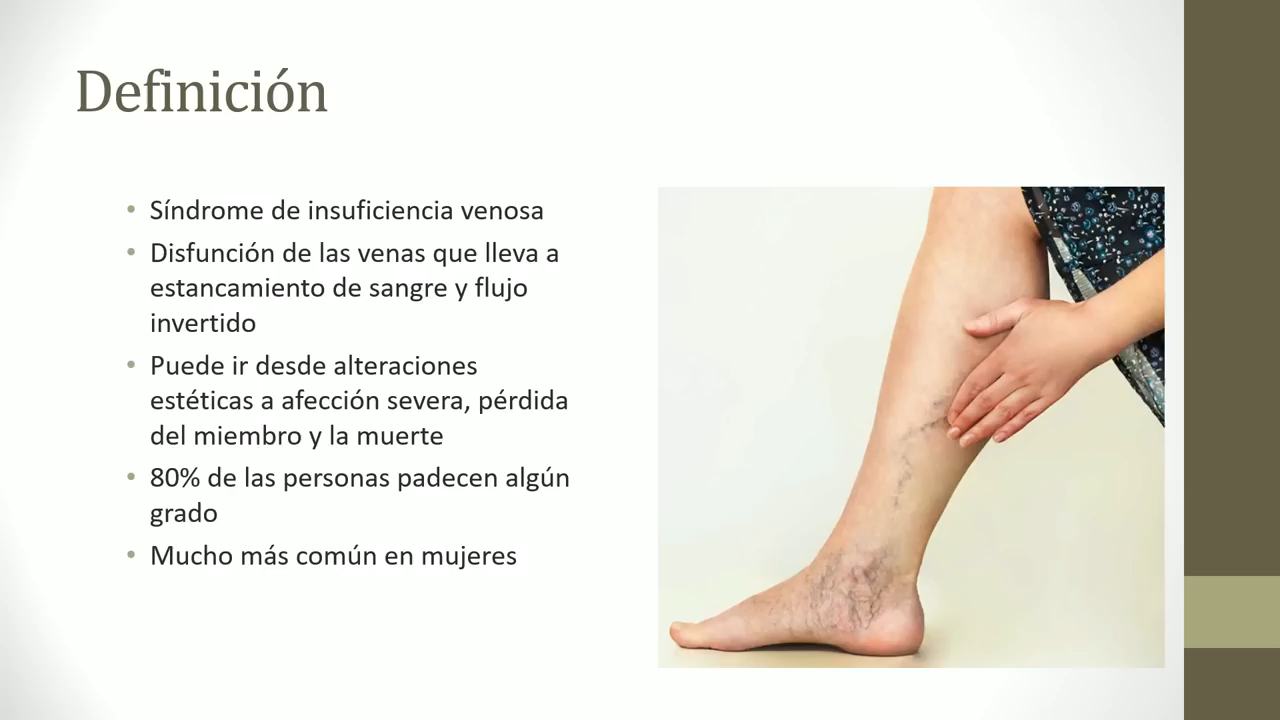 Definición
• Síndrome de insuficiencia venosa
• Disfunción de las venas que lleva a
estancamiento de sangre y flujo
invertido
• Puede ir desde alteraciones
estéticas a afección severa, pérdida
del miembro y la muerte
• 80% de las personas padecen algún
grado
• Mucho más común en mujeres